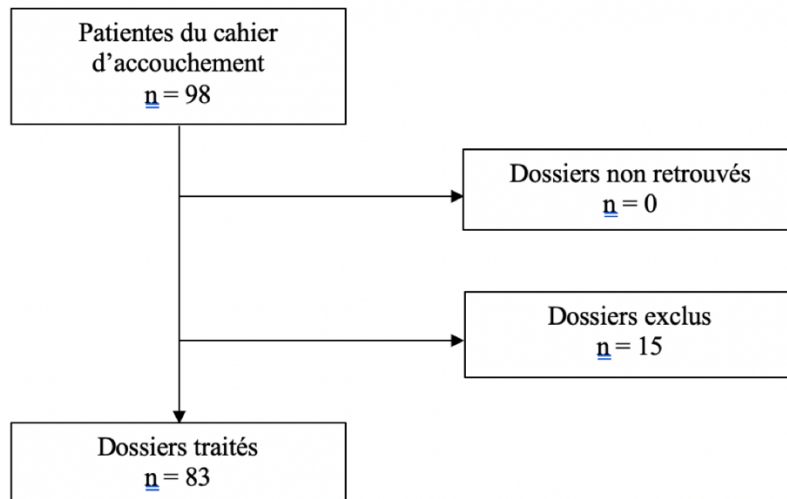 Patientes du cahier
d’accouchement
n = 98
Dossiers non retrouvés
n = 0
Dossiers exclus
n = 15
Dossiers traités
n = 83